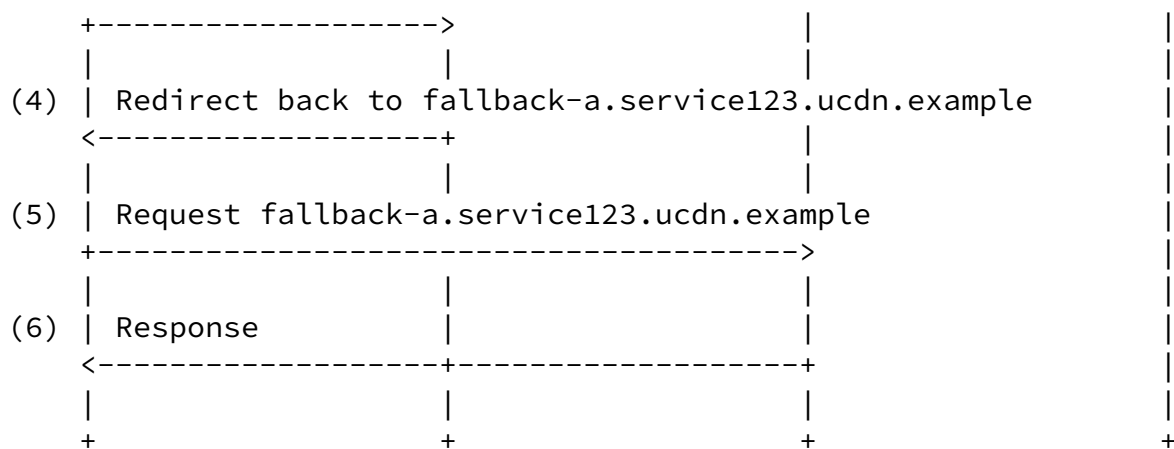 +------------------->                   |                   |
|                   |                   |                   |
(4) | Redirect back to fallback-a.service123.ucdn.example       |
<-------------------+                   |                   |
|                   |                   |                   |
(5) | Request fallback-a.service123.ucdn.example                |
+-------------------------------------->                    |
|                   |                   |                   |
(6) | Response          |                   |                   |
<-------------------+-------------------+                   |
|                   |                   |                   |
+                   +                   +                   +